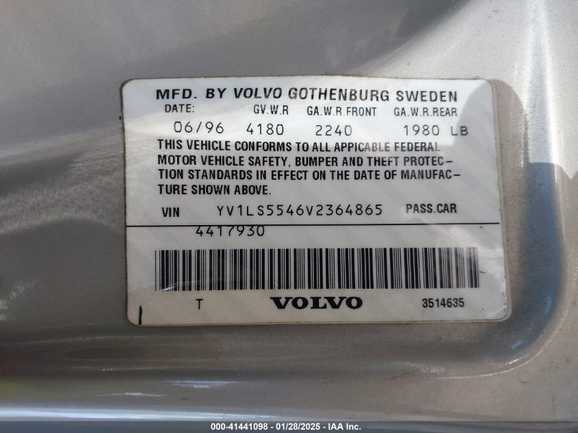 MFD. BY VOLVO GOTHENBURG SWEDEN
DATE: GV.W.R GA.W.R FRONT GA.W.R.REAR
06/96 4180 2240 1980 LB
THIS VEHICLE CONFORMS TO ALL APPLICABLE FEDERAL
MOTOR VEHICLE SAFETY, BUMPER AND THEFT PROTEC-
TION STANDARDS IN EFFECT ON THE DATE OF MANUFAC-
TURE SHOWN ABOVE.
VIN YV1LS5546V2364865 PASS.CAR
4417930
T VOLVO 3514635
000-41441098 - 01/28/2025 - IAA Inc.